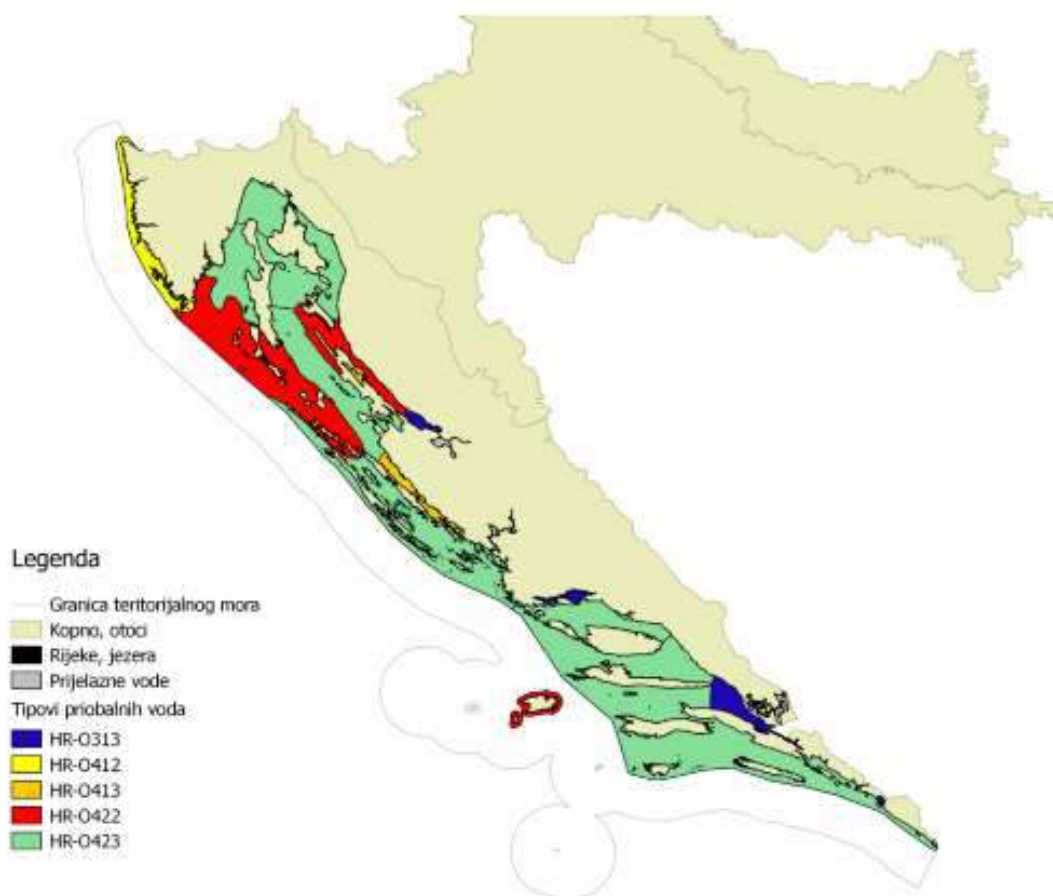 Legenda
Granica teritorijalnog mora
Kopno, otoci
Rijeke, jezera
Prijelazne vode
Tipovi priobalnih voda
HR-O313
HR-O412
HR-O413
HR-O422
HR-O423